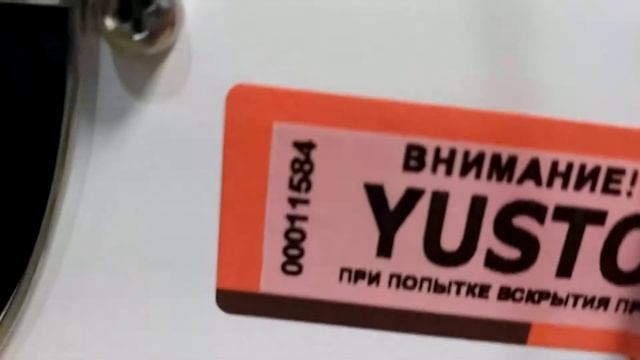 00011584
ВНИМАНИЕ!
YUSTO
ПРИ ПОПЫТКЕ ВСКРЫТИЯ